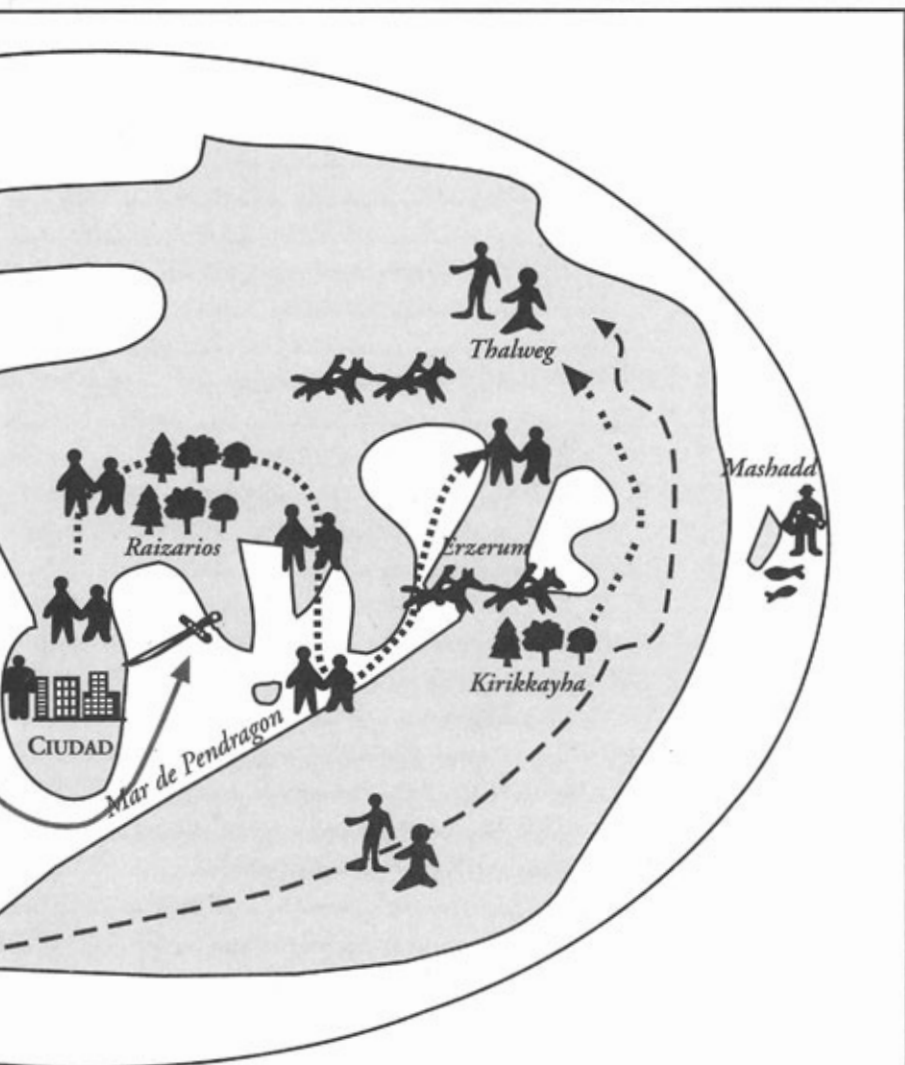 Thalweg
Mashadd
Raizarios
Erzerum
Kirikkayha
CIUDAD
Mar de Pendragon